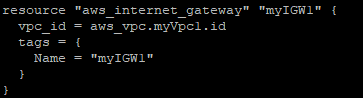 resource "aws_internet_gateway" "myIGW1" {
  vpc_id = aws_vpc.myVpc1.id
  tags = {
    Name = "myIGW1"
  }
}